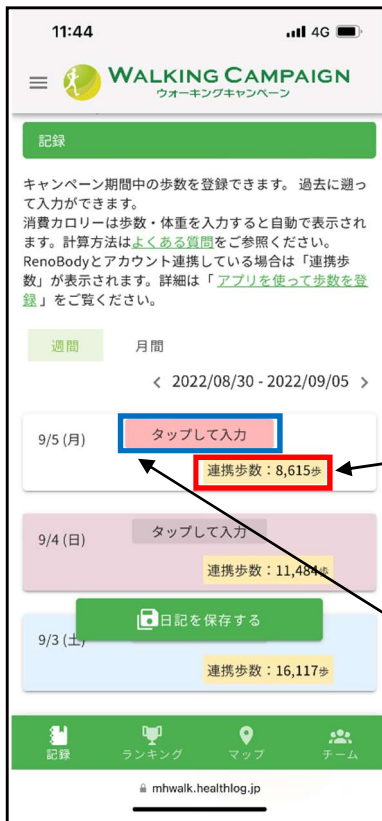 11:44
4G
WALKING CAMPAIGN
ウオーキングキャンペーン
記録
キャンペーン期間中の歩数を登録できます。 過去に遡っ
て入力ができます。
消費カロリーは歩数・体重を入力すると自動で表示され
ます。計算方法はよくある質問をご参照ください。
RenoBodyとアカウント連携している場合は「連携歩
数」が表示されます。詳細は「 アプリを使って歩数を登
録 」をご覧ください。
週間 月間
2022/08/30 - 2022/09/05
9/5 (月) タップして入力
連携歩数：8,615歩
9/4 (日) タップして入力
連携歩数：11,484歩
日記を保存する
9/3 (土)
連携歩数：16,117歩
記録 ランキング マップ チーム
mhwalk.healthlog.jp